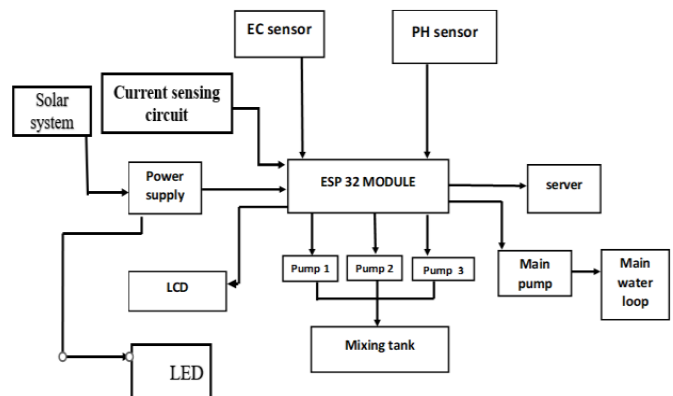 EC sensor
PH sensor
Solar
system
Current sensing
circuit
Power
supply
ESP 32 MODULE
server
LCD
Pump 1
Pump 2
Pump 3
Main
pump
Main
water
loop
Mixing tank
LED